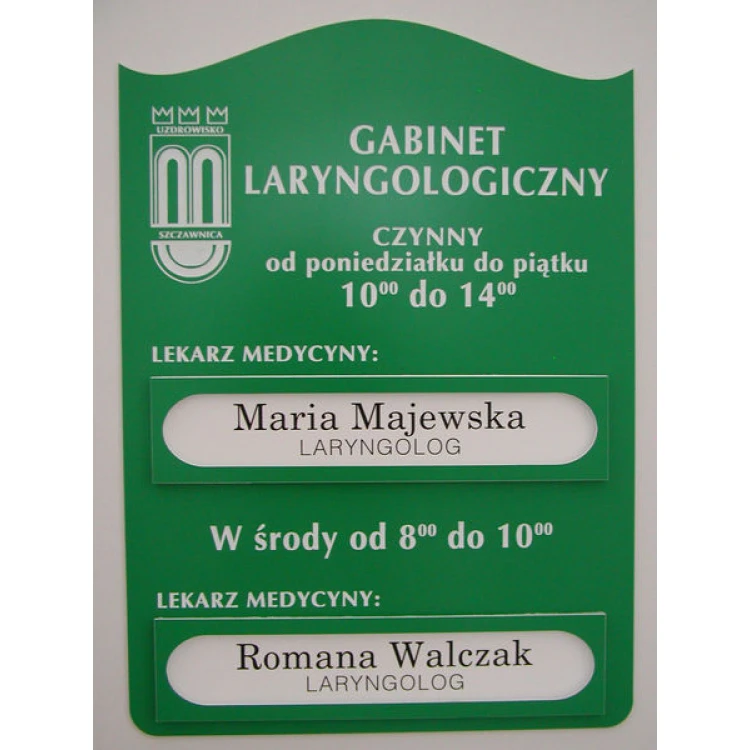 UZDROWISKO
SZCZAWNICA
GABINET
LARYNGOLOGICZNY
CZYNNY
od poniedziałku do piątku
10⁰⁰ do 14⁰⁰
LEKARZ MEDYCYNY:
Maria Majewska
LARYNGOLOG
W środy od 8⁰⁰ do 10⁰⁰
LEKARZ MEDYCYNY:
Romana Walczak
LARYNGOLOG